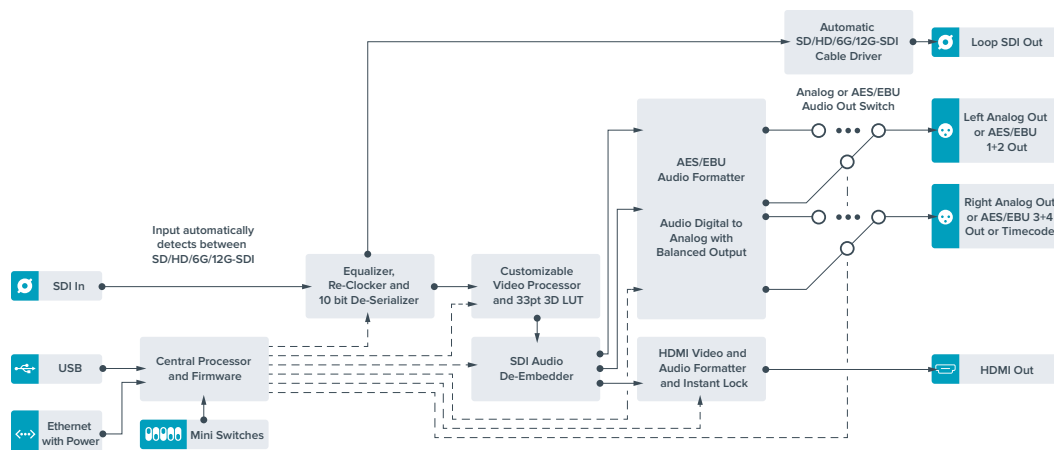 Automatic
SD/HD/6G/12G-SDI
Cable Driver
Loop SDI Out
Analog or AES/EBU
Audio Out Switch
Left Analog Out
or AES/EBU
1+2 Out
AES/EBU
Audio Formatter
Audio Digital to
Analog with
Balanced Output
Right Analog Out
or AES/EBU 3+4
Out or Timecode
Input automatically
detects between
SD/HD/6G/12G-SDI
SDI In
Equalizer,
Re-Clocker and
10 bit De-Serializer
Customizable
Video Processor
and 33pt 3D LUT
USB
Central Processor
and Firmware
SDI Audio
De-Embedder
HDMI Video and
Audio Formatter
and Instant Lock
HDMI Out
Ethernet
with Power
Mini Switches